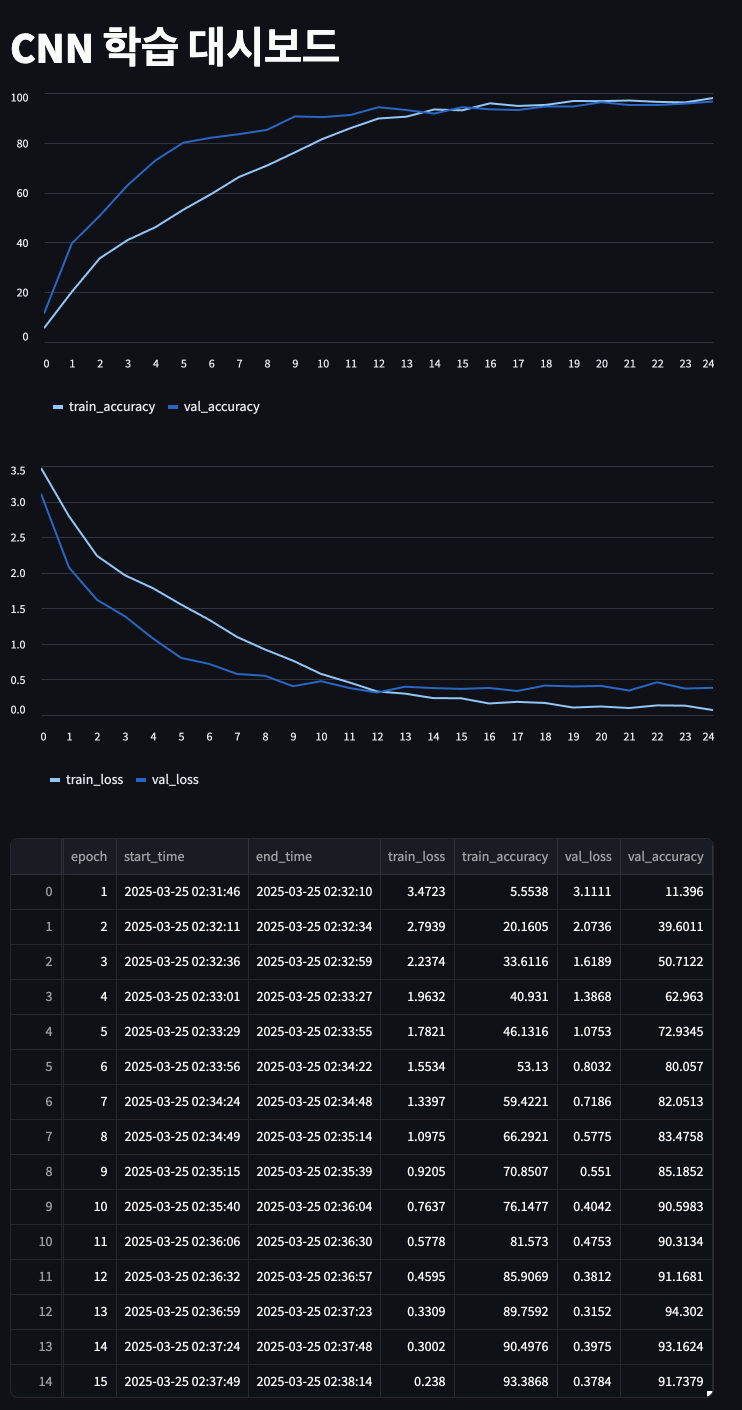 CNN 학습 대시보드
100
80
60
40
20
0
0 1 2 3 4 5 6 7 8 9 10 11 12 13 14 15 16 17 18 19 20 21 22 23 24
train_accuracy val_accuracy
3.5
3.0
2.5
2.0
1.5
1.0
0.5
0.0
0 1 2 3 4 5 6 7 8 9 10 11 12 13 14 15 16 17 18 19 20 21 22 23 24
train_loss val_loss
epoch start_time end_time train_loss train_accuracy val_loss val_accuracy
0 1 2025-03-25 02:31:46 2025-03-25 02:32:10 3.4723 5.5538 3.1111 11.396
1 2 2025-03-25 02:32:11 2025-03-25 02:32:34 2.7939 20.1605 2.0736 39.6011
2 3 2025-03-25 02:32:36 2025-03-25 02:32:59 2.2374 33.6116 1.6189 50.7122
3 4 2025-03-25 02:33:01 2025-03-25 02:33:27 1.9632 40.931 1.3868 62.963
4 5 2025-03-25 02:33:29 2025-03-25 02:33:55 1.7821 46.1316 1.0753 72.9345
5 6 2025-03-25 02:33:56 2025-03-25 02:34:22 1.5534 53.13 0.8032 80.057
6 7 2025-03-25 02:34:24 2025-03-25 02:34:48 1.3397 59.4221 0.7186 82.0513
7 8 2025-03-25 02:34:49 2025-03-25 02:35:14 1.0975 66.2921 0.5775 83.4758
8 9 2025-03-25 02:35:15 2025-03-25 02:35:39 0.9205 70.8507 0.551 85.1852
9 10 2025-03-25 02:35:40 2025-03-25 02:36:04 0.7637 76.1477 0.4042 90.5983
10 11 2025-03-25 02:36:06 2025-03-25 02:36:30 0.5778 81.573 0.4753 90.3134
11 12 2025-03-25 02:36:32 2025-03-25 02:36:57 0.4595 85.9069 0.3812 91.1681
12 13 2025-03-25 02:36:59 2025-03-25 02:37:23 0.3309 89.7592 0.3152 94.302
13 14 2025-03-25 02:37:24 2025-03-25 02:37:48 0.3002 90.4976 0.3975 93.1624
14 15 2025-03-25 02:37:49 2025-03-25 02:38:14 0.238 93.3868 0.3784 91.7379